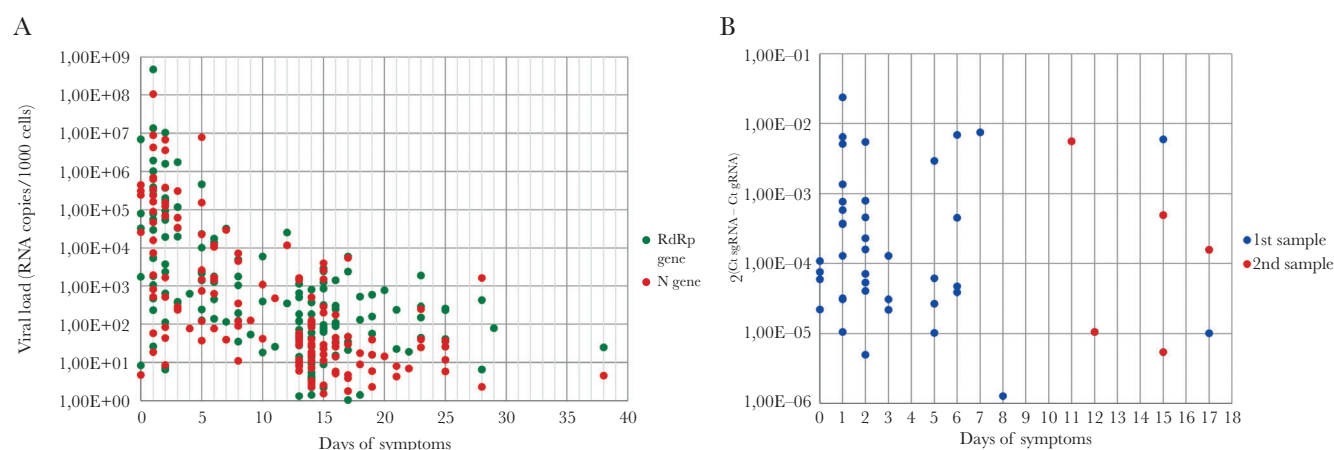 A
Viral load (RNA copies/1000 cells)
1,00E+09
1,00E+08
1,00E+07
1,00E+06
1,00E+05
1,00E+04
1,00E+03
1,00E+02
1,00E+01
1,00E+00
0 5 10 15 20 25 30 35 40
Days of symptoms
RdRp
gene
N gene
B
2(Ct sgRNA – Ct gRNA)
1,00E–01
1,00E–02
1,00E–03
1,00E–04
1,00E–05
1,00E–06
0 1 2 3 4 5 6 7 8 9 10 11 12 13 14 15 16 17 18
Days of symptoms
1st sample
2nd sample